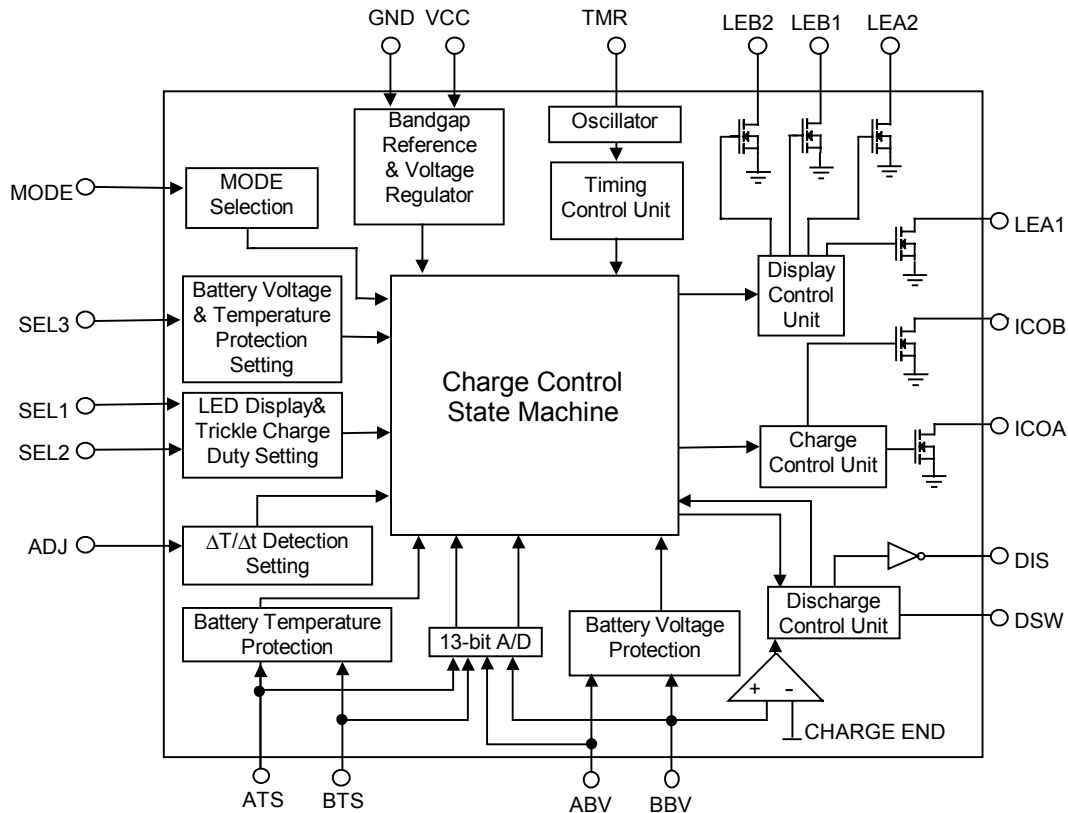 GND VCC TMR LEB2 LEB1 LEA2
Bandgap
Reference
& Voltage
Regulator
Oscillator
Timing
Control Unit
MODE
MODE
Selection
LEA1
Display
Control
Unit
SEL3
Battery Voltage
& Temperature
Protection
Setting
ICOB
Charge Control
State Machine
SEL1
SEL2
LED Display&
Trickle Charge
Duty Setting
ICOA
Charge
Control Unit
ADJ
ΔT/Δt Detection
Setting
DIS
Discharge
Control Unit
DSW
Battery Temperature
Protection
13-bit A/D
Battery Voltage
Protection
+ -
CHARGE END
ATS BTS ABV BBV